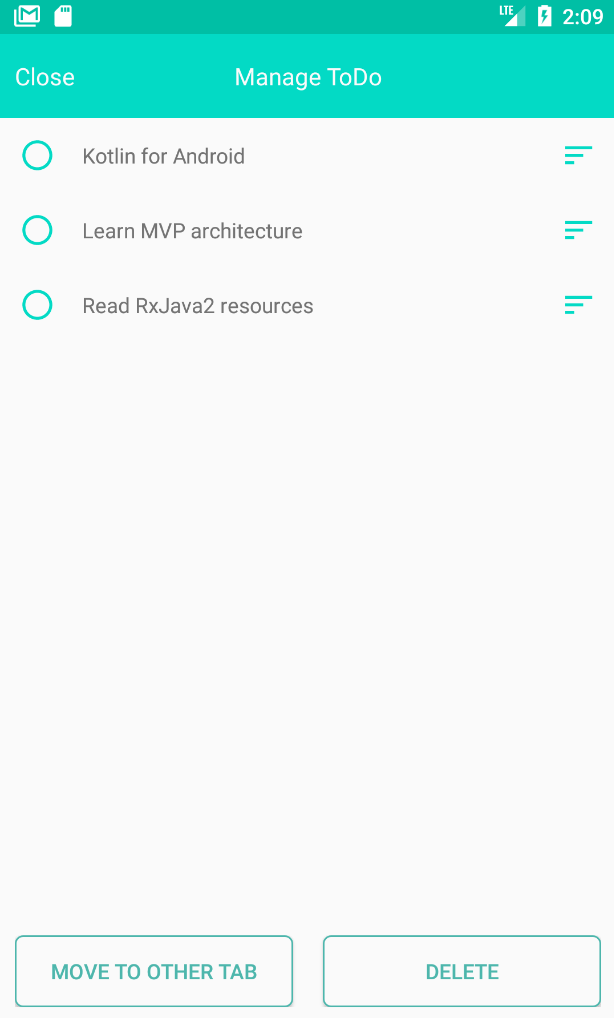 LTE 2:09
Close Manage ToDo
Kotlin for Android
Learn MVP architecture
Read RxJava2 resources
MOVE TO OTHER TAB DELETE